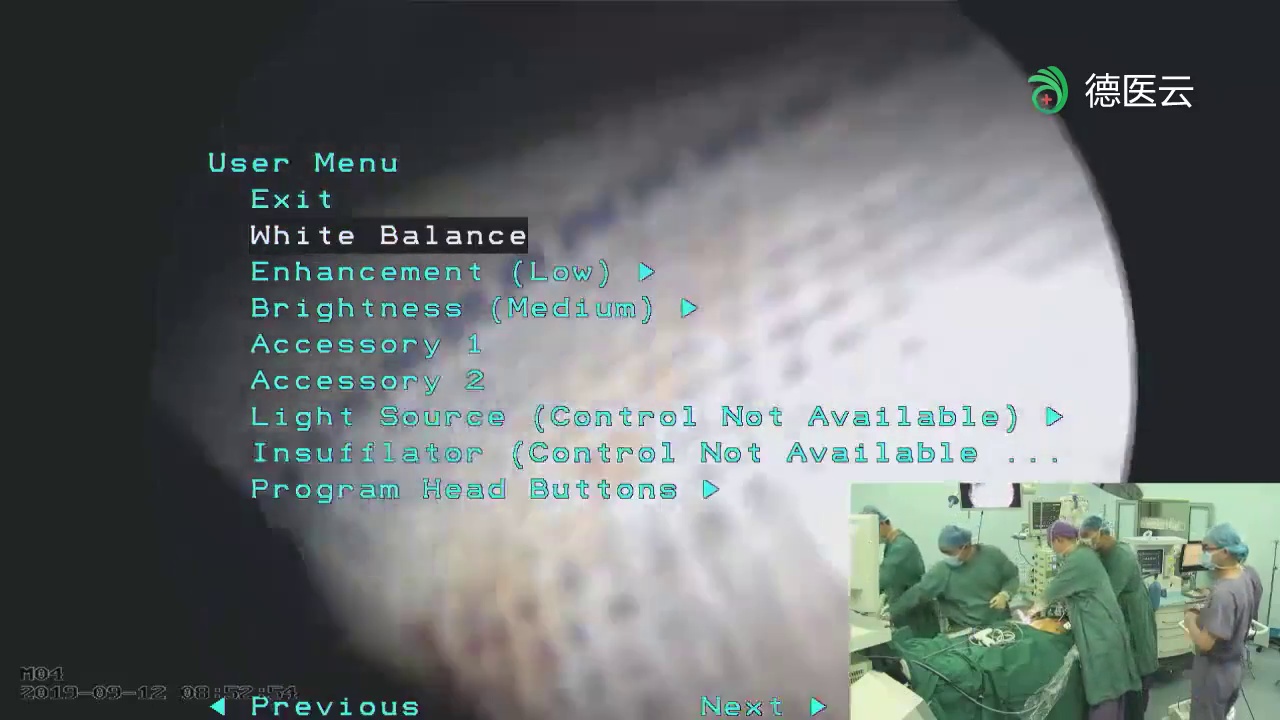 德医云
User Menu
Exit
White Balance
Enhancement (Low) ▶
Brightness (Medium) ▶
Accessory 1
Accessory 2
Light Source (Control Not Available) ▶
Insufflator (Control Not Available ...
Program Head Buttons ▶
M04
2019-09-12 08:52:54
◀ Previous
Next ▶